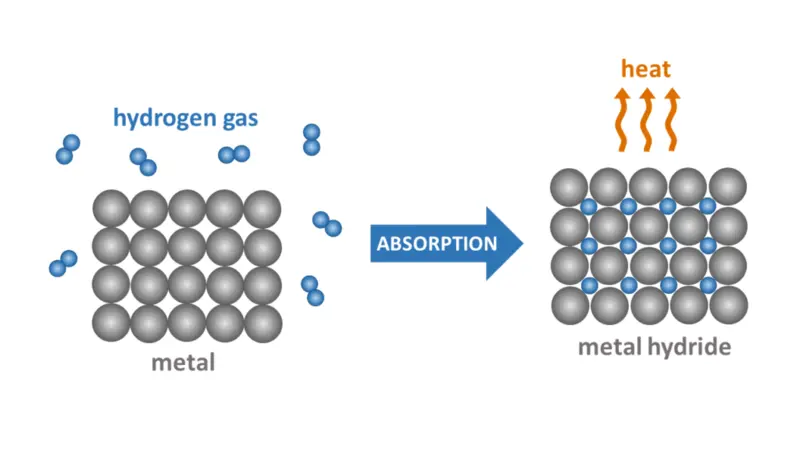 heat
hydrogen gas
ABSORPTION
metal
metal hydride